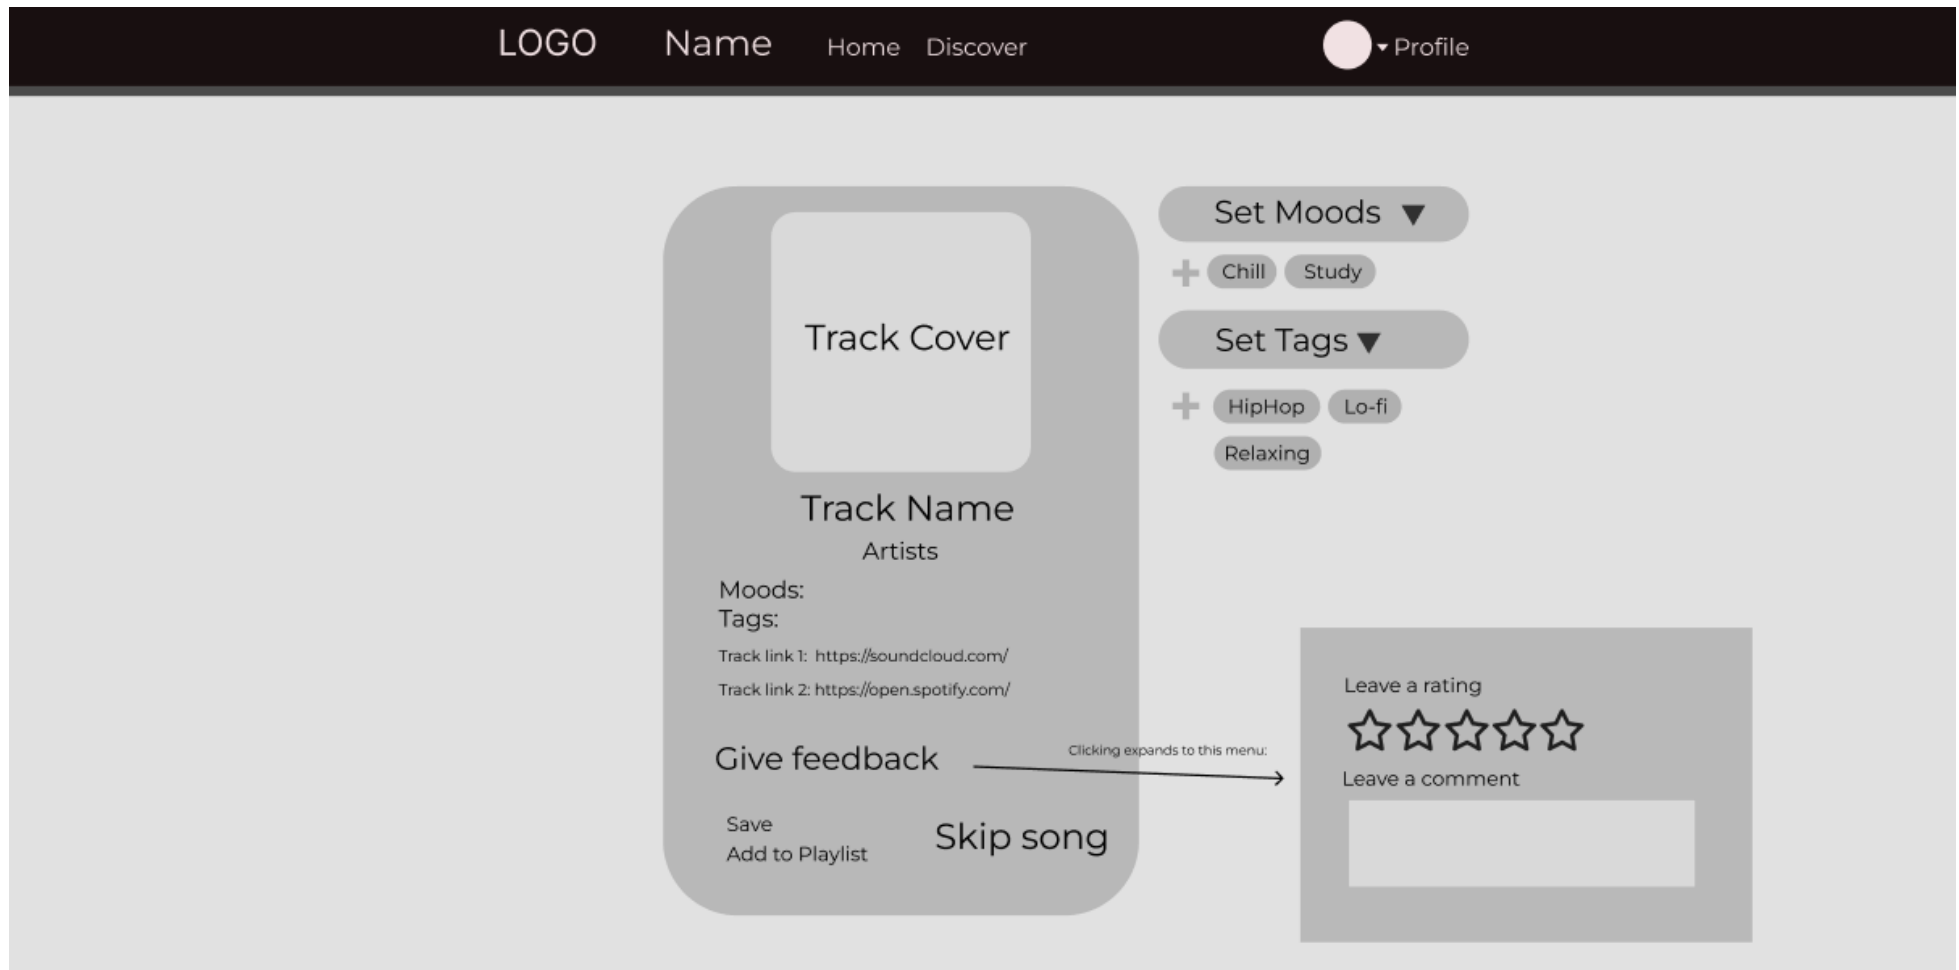 LOGO Name Home Discover Profile
Set Moods
Chill Study
Set Tags
HipHop Lo-fi
Relaxing
Track Cover
Track Name
Artists
Moods:
Tags:
Track link 1: https://soundcloud.com/
Track link 2: https://open.spotify.com/
Give feedback
Clicking expands to this menu:
Save
Add to Playlist
Skip song
Leave a rating
Leave a comment